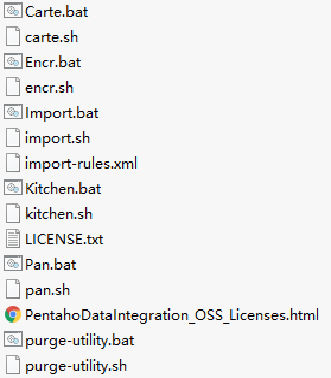 Carte.bat
carte.sh
Encr.bat
encr.sh
Import.bat
import.sh
import-rules.xml
Kitchen.bat
kitchen.sh
LICENSE.txt
Pan.bat
pan.sh
PentahoDataIntegration_OSS_Licenses.html
purge-utility.bat
purge-utility.sh